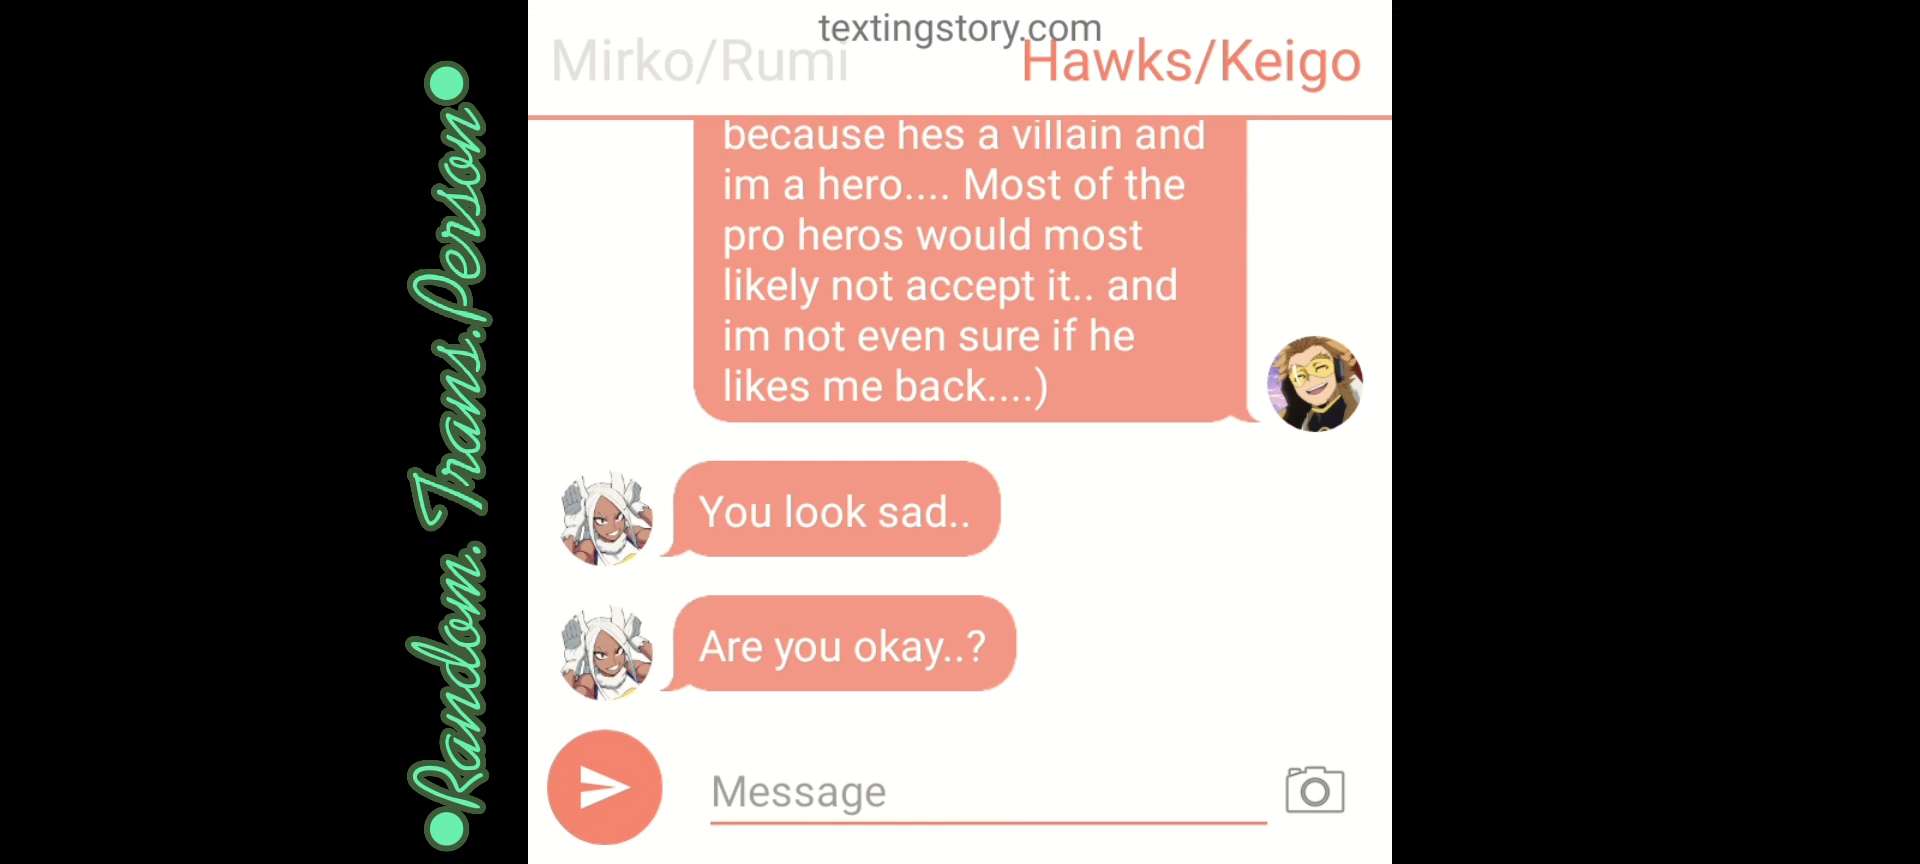 textingstory.com
Mirko/Rumi
Hawks/Keigo
because hes a villain and
im a hero.... Most of the
pro heros would most
likely not accept it.. and
im not even sure if he
likes me back....)
You look sad..
Are you okay..?
Message
•Random. Trans.Person•